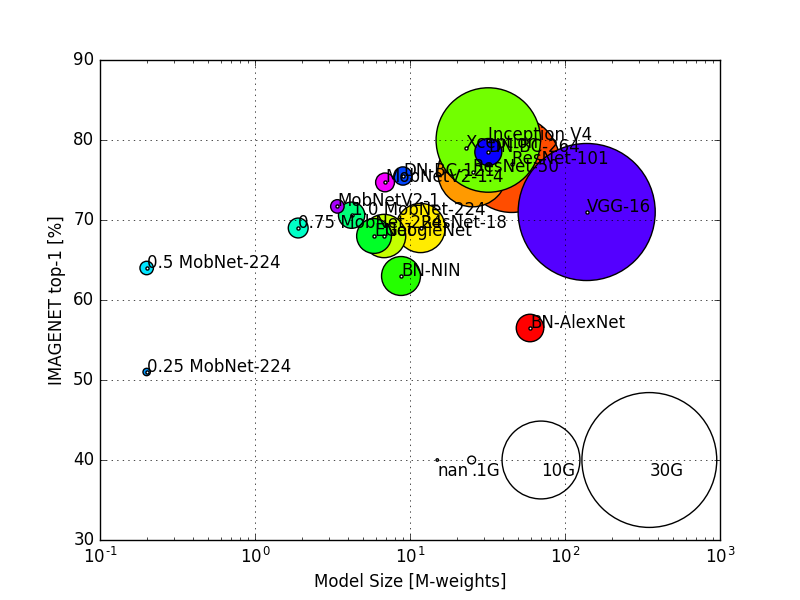 90
80
70
60
50
40
30
IMAGENET top-1 [%]
Inception V4
Xception
ResNet-101
ResNet-50
MobNetV2-1.4
VGG-16
MobNetV2-1
1.0 MobNet-224
0.75 MobNet-224
ResNet-18
GoogleNet
0.5 MobNet-224
BN-NIN
BN-AlexNet
0.25 MobNet-224
nan
.1G
10G
30G
10-1
100
101
102
103
Model Size [M-weights]